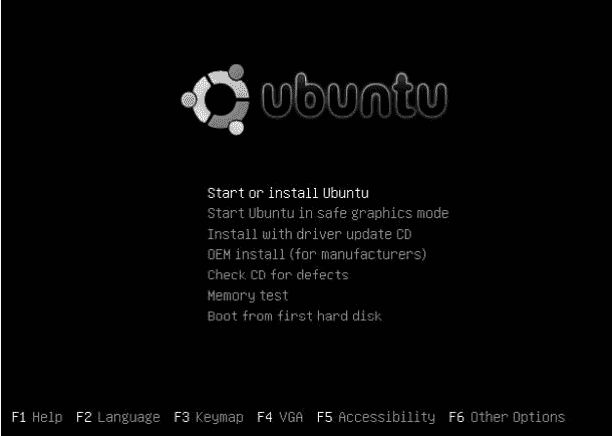 ubuntu
Start or install Ubuntu
Start Ubuntu in safe graphics mode
Install with driver update CD
OEM install (for manufacturers)
Check CD for defects
Memory test
Boot from first hard disk
F1 Help F2 Language F3 Keymap F4 VGA F5 Accessibility F6 Other Options